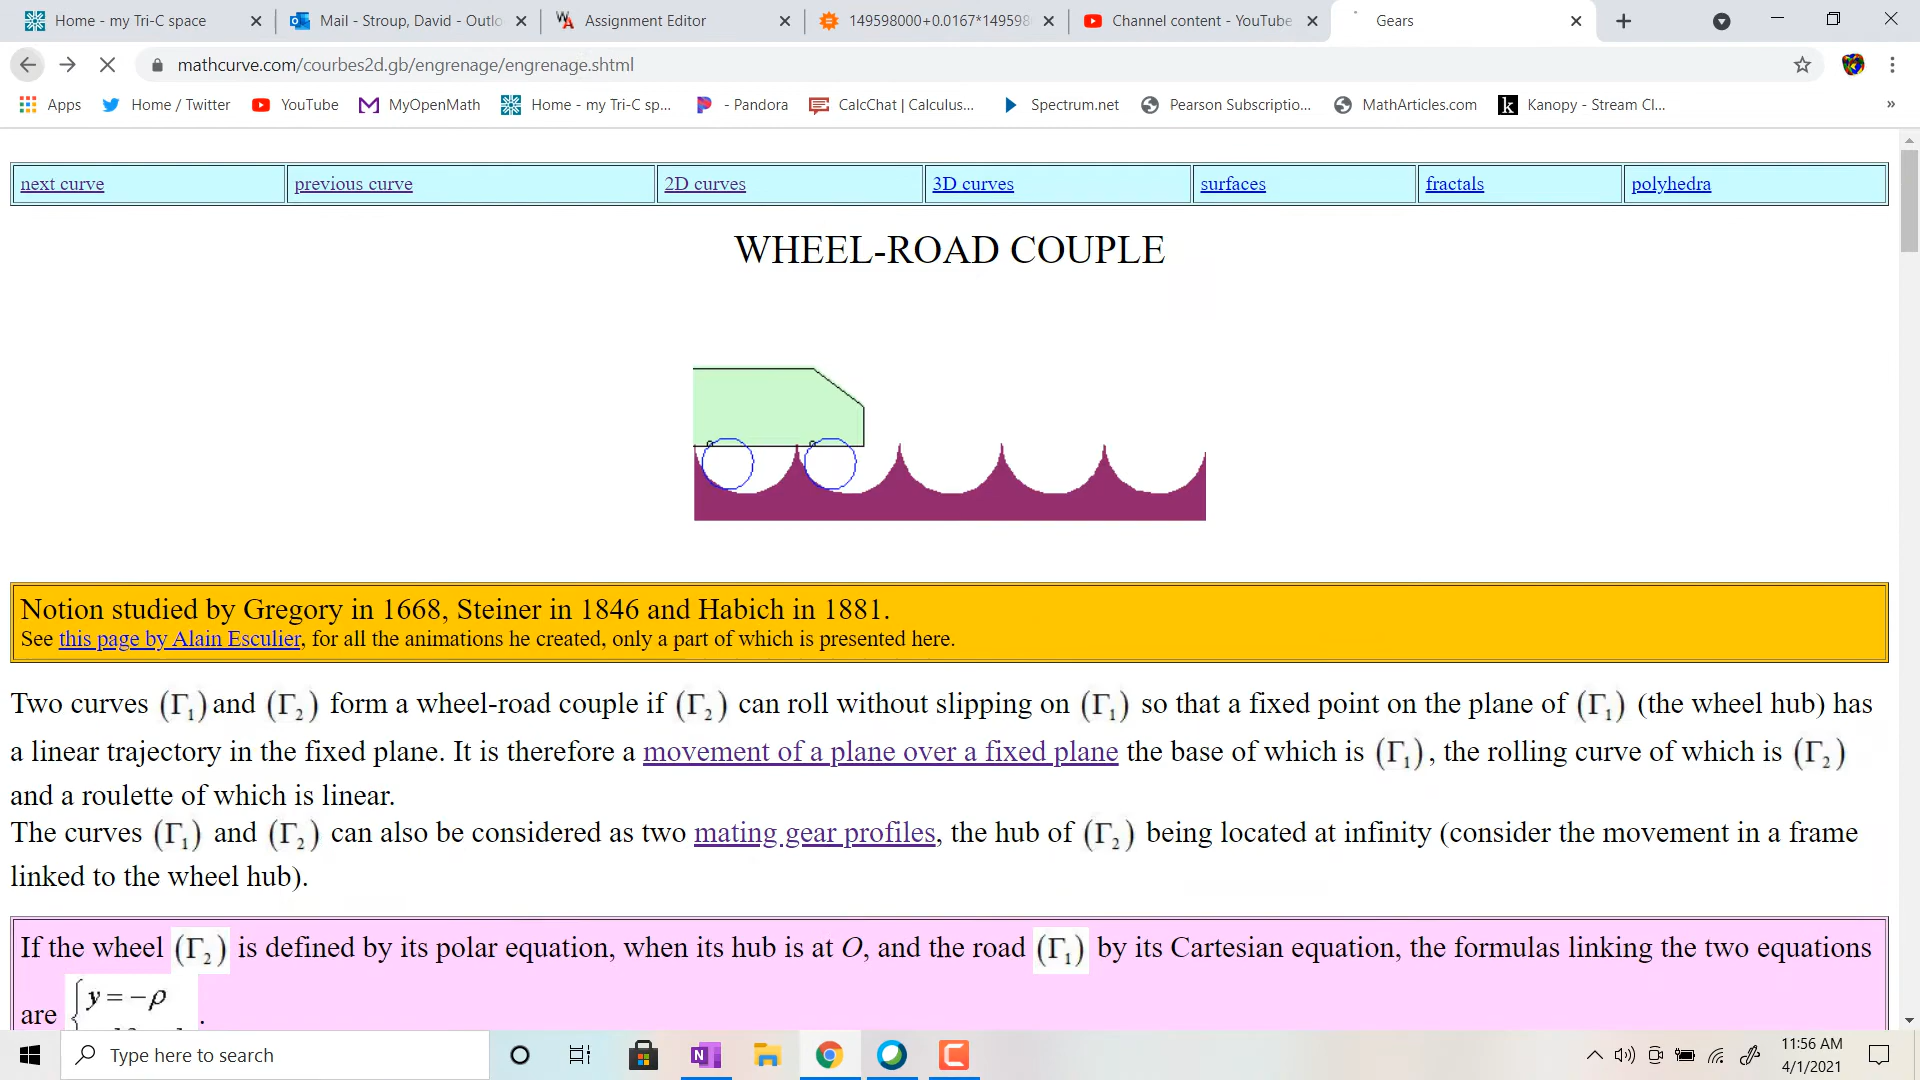 Home - my Tri-C space
Mail - Stroup, David - Outlo
Assignment Editor
149598000+0.0167*149598
Channel content - YouTube
Gears
mathcurve.com/courbes2d.gb/engrenage/engrenage.shtml
Apps
Home / Twitter
YouTube
MyOpenMath
Home - my Tri-C sp...
- Pandora
CalcChat | Calculus...
Spectrum.net
Pearson Subscriptio...
MathArticles.com
Kanopy - Stream Cl...
»
next curve
previous curve
2D curves
3D curves
surfaces
fractals
polyhedra
WHEEL-ROAD COUPLE
Notion studied by Gregory in 1668, Steiner in 1846 and Habich in 1881.
See this page by Alain Esculier, for all the animations he created, only a part of which is presented here.
Two curves (Γ₁) and (Γ₂) form a wheel-road couple if (Γ₂) can roll without slipping on (Γ₁) so that a fixed point on the plane of (Γ₁) (the wheel hub) has
a linear trajectory in the fixed plane. It is therefore a movement of a plane over a fixed plane the base of which is (Γ₁), the rolling curve of which is (Γ₂)
and a roulette of which is linear.
The curves (Γ₁) and (Γ₂) can also be considered as two mating gear profiles, the hub of (Γ₂) being located at infinity (consider the movement in a frame
linked to the wheel hub).
If the wheel (Γ₂) is defined by its polar equation, when its hub is at O, and the road (Γ₁) by its Cartesian equation, the formulas linking the two equations
are { y = −ρ .
Type here to search
11:56 AM
4/1/2021